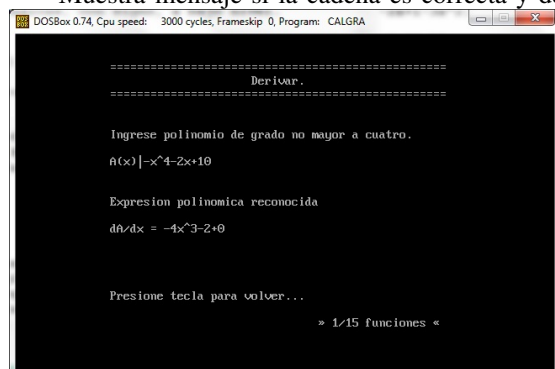 Muestra mensaje si la cadena es correcta y de
DOSBox 0.74, Cpu speed: 3000 cycles, Frameskip 0, Program: CALGRA
==================================================
Derivar.
==================================================
Ingrese polinomio de grado no mayor a cuatro.
A(x)|-x^4-2x+10
Expresion polinomica reconocida
dA/dx = -4x^3-2+0
Presione tecla para volver...
» 1/15 funciones «